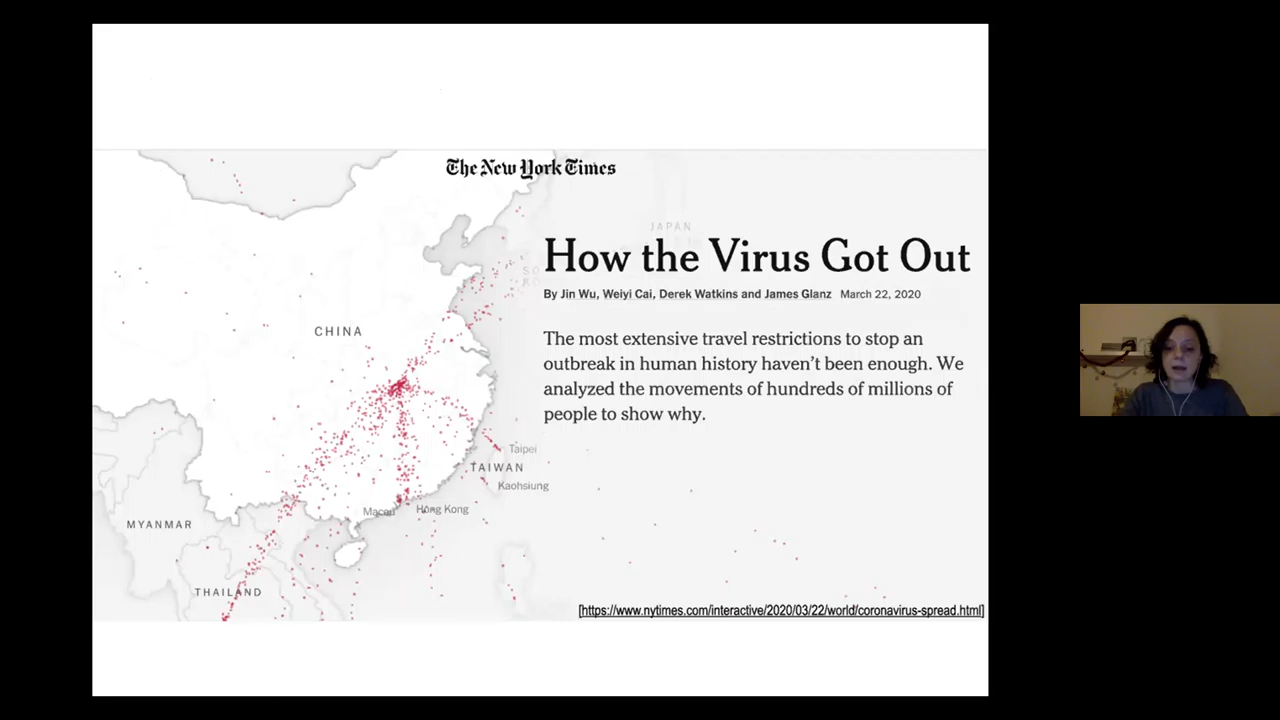 The New York Times
JAPAN
How the Virus Got Out
By Jin Wu, Weiyi Cai, Derek Watkins and James Glanz March 22, 2020
CHINA
The most extensive travel restrictions to stop an
outbreak in human history haven't been enough. We
analyzed the movements of hundreds of millions of
people to show why.
Taipei
TAIWAN
Kaohsiung
Macau
Hong Kong
MYANMAR
THAILAND
[https://www.nytimes.com/interactive/2020/03/22/world/coronavirus-spread.html]